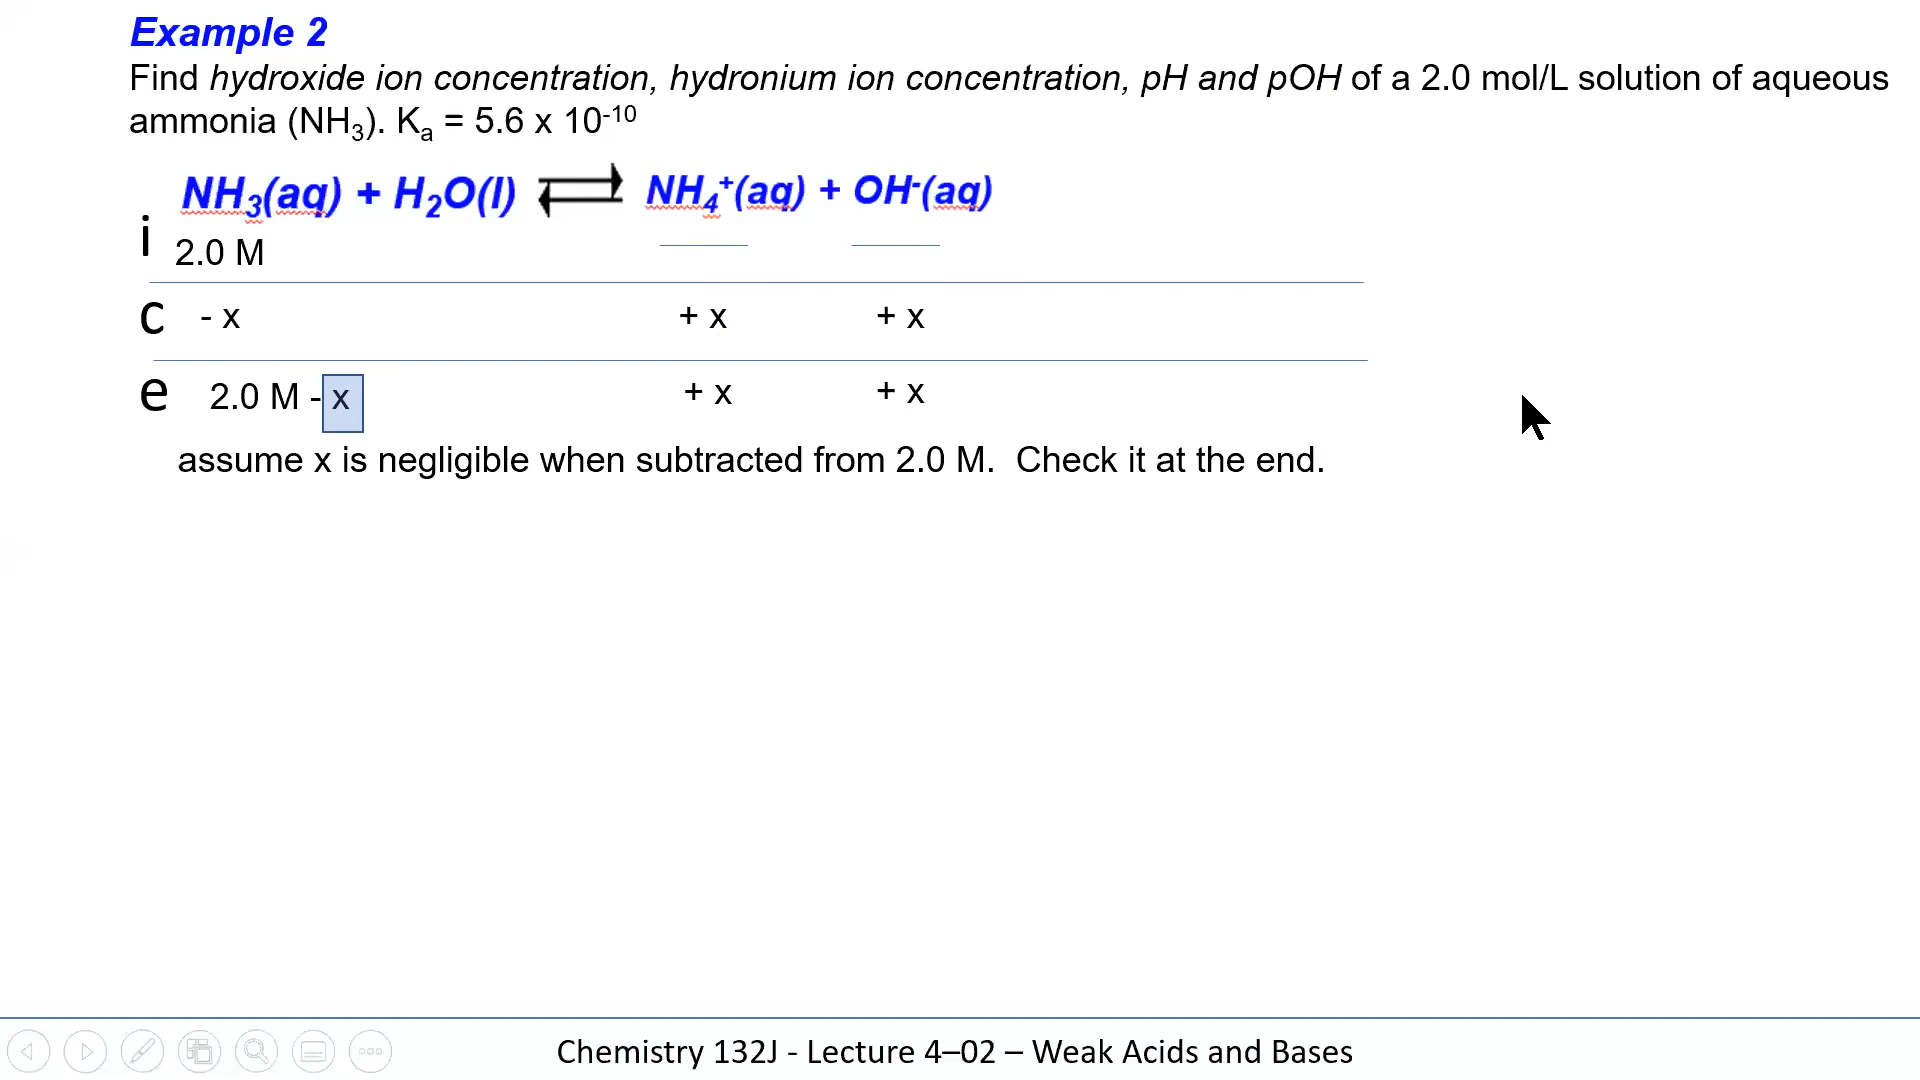 Example 2
Find hydroxide ion concentration, hydronium ion concentration, pH and pOH of a 2.0 mol/L solution of aqueous
ammonia (NH₃). Kₐ = 5.6 x 10⁻¹⁰
NH₃(aq) + H₂O(l) ⇌ NH₄⁺(aq) + OH⁻(aq)
i 2.0 M
c - x + x + x
e 2.0 M - x + x + x
assume x is negligible when subtracted from 2.0 M. Check it at the end.
Chemistry 132J - Lecture 4–02 – Weak Acids and Bases